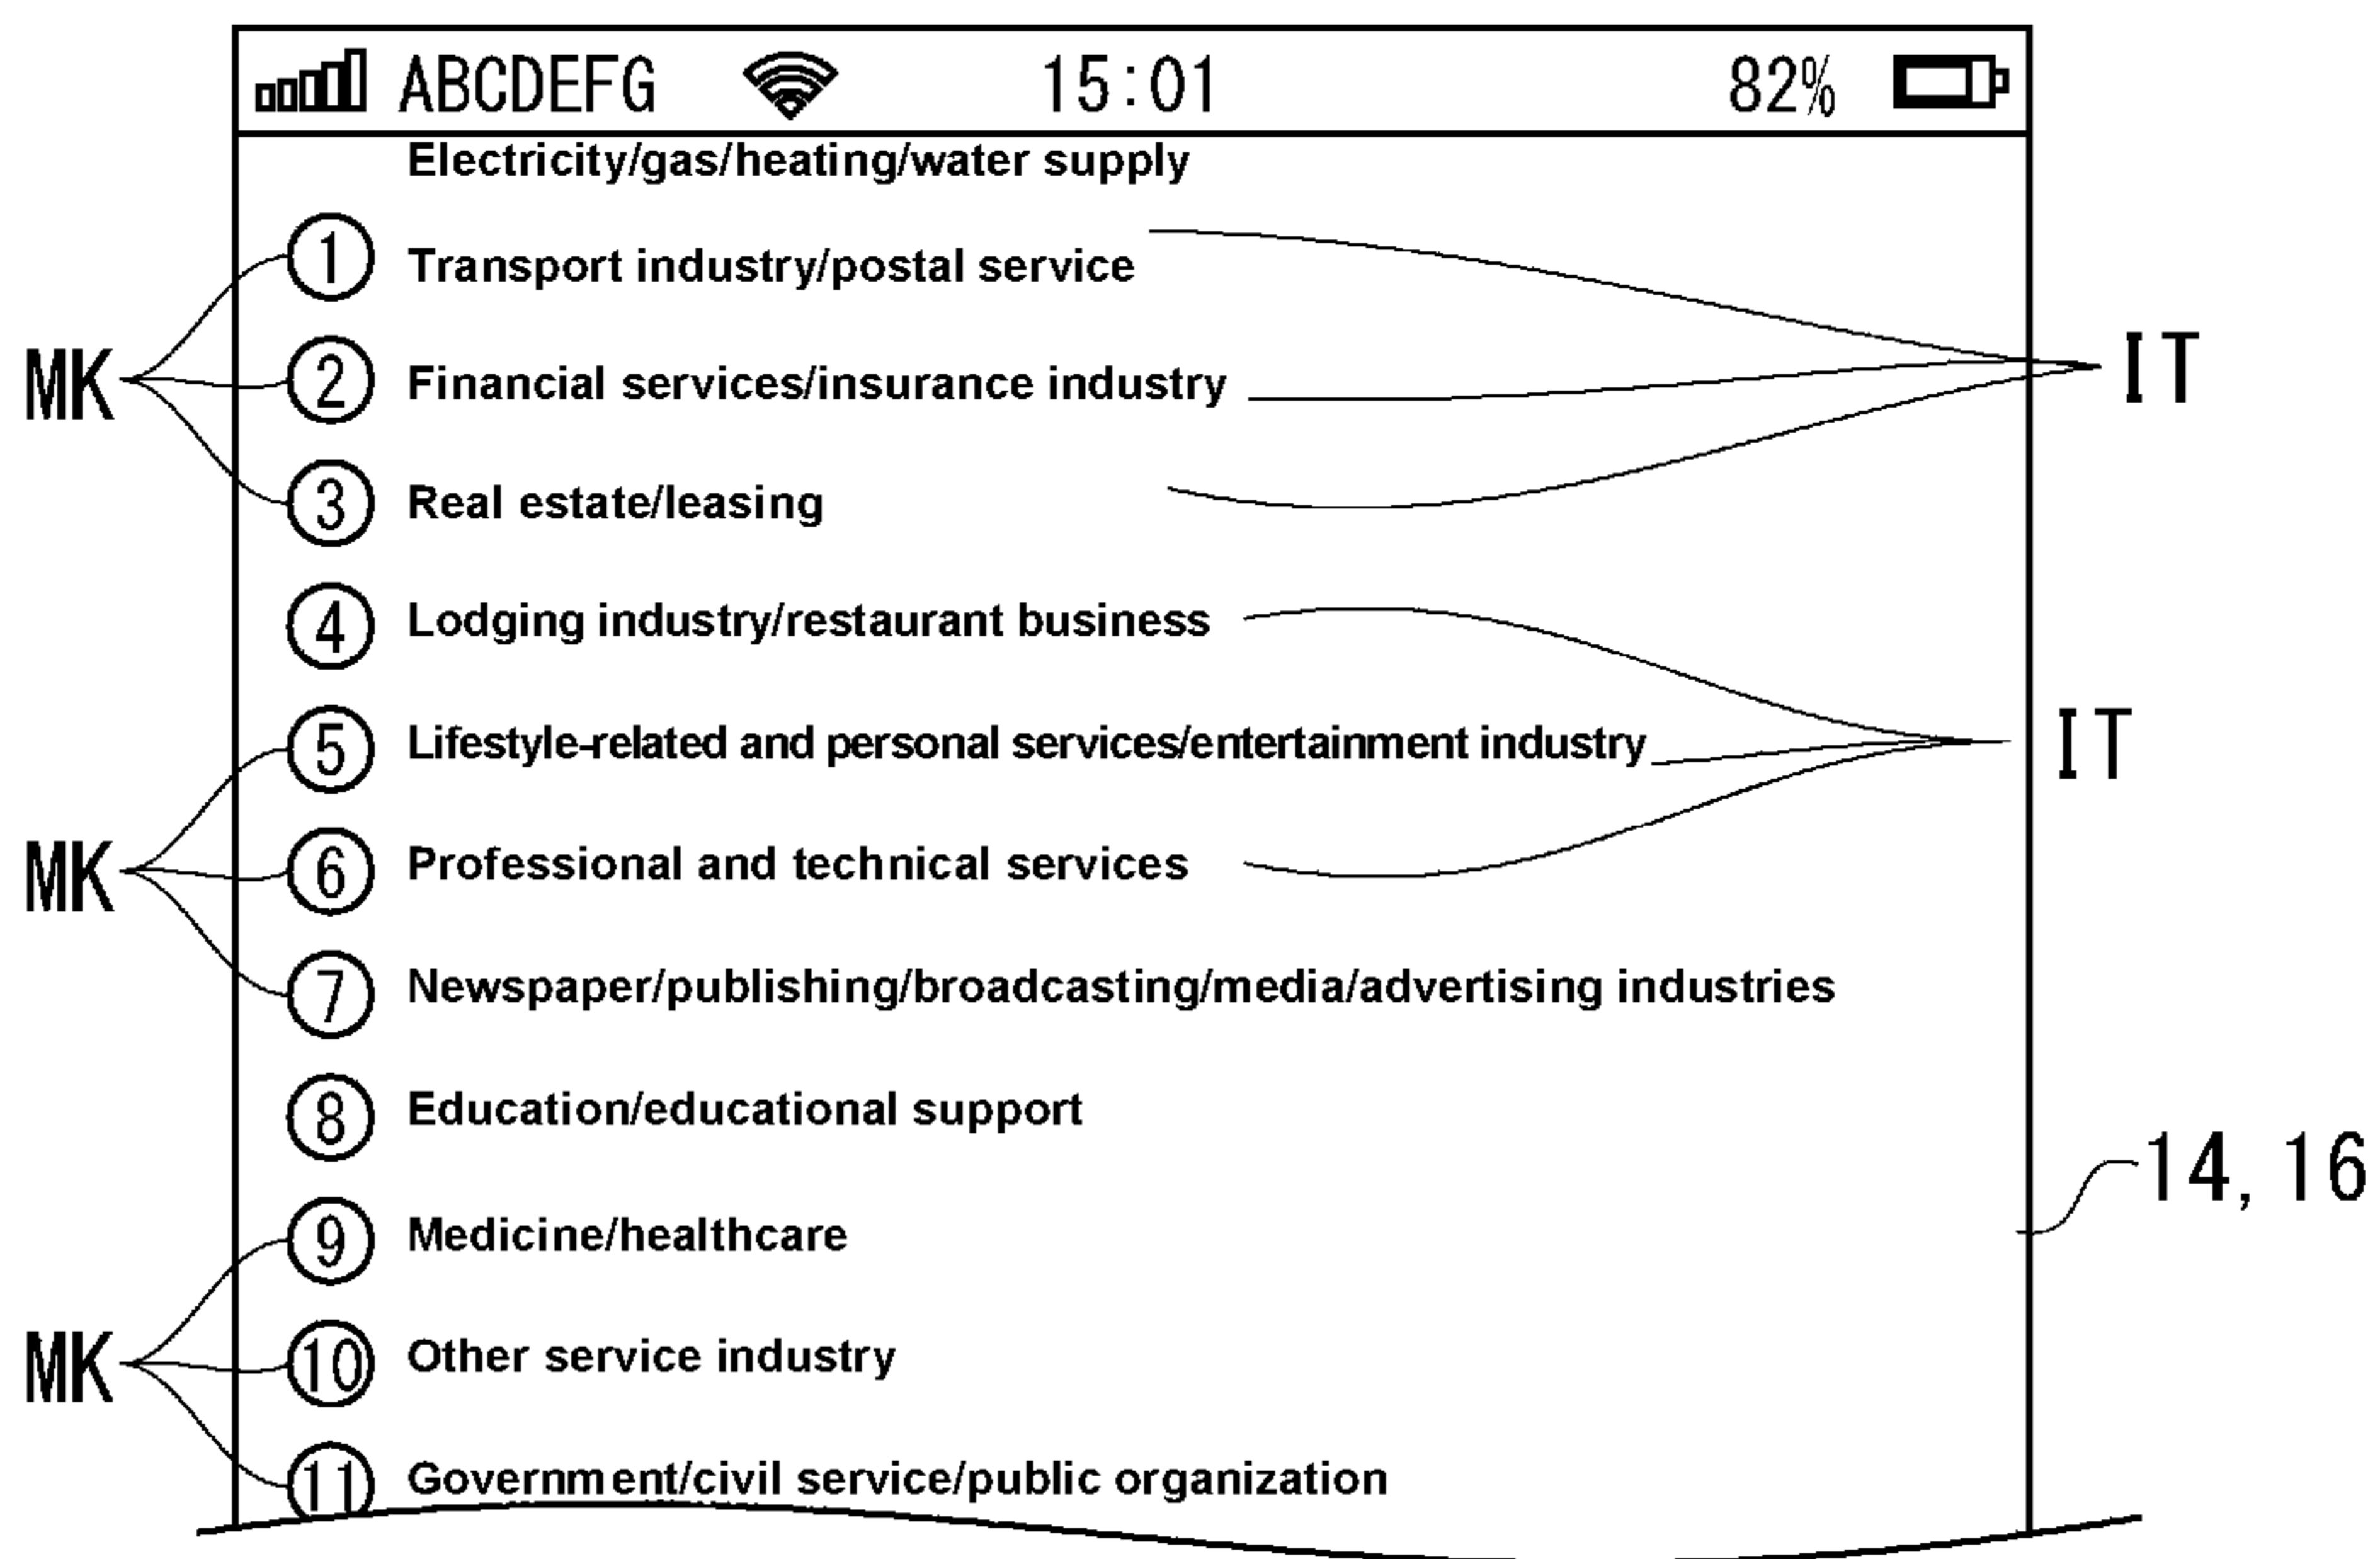 ABCDEFG 15:01 82%
Electricity/gas/heating/water supply
1 Transport industry/postal service
MK 2 Financial services/insurance industry IT
3 Real estate/leasing
4 Lodging industry/restaurant business
5 Lifestyle-related and personal services/entertainment industry IT
MK 6 Professional and technical services
7 Newspaper/publishing/broadcasting/media/advertising industries
8 Education/educational support
14, 16
9 Medicine/healthcare
MK 10 Other service industry
11 Government/civil service/public organization